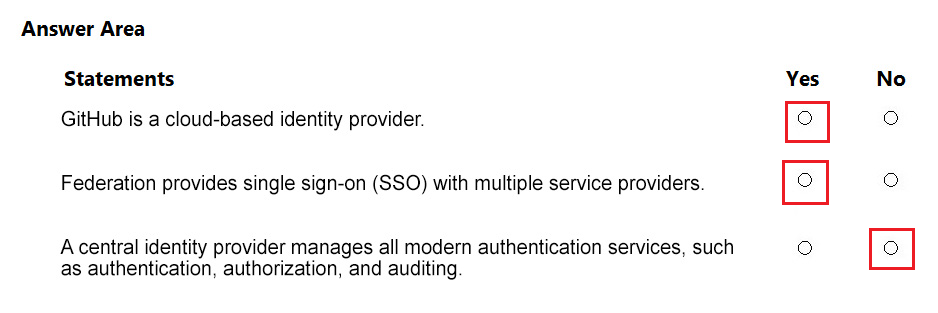 Answer Area
Statements Yes No
GitHub is a cloud-based identity provider.
Federation provides single sign-on (SSO) with multiple service providers.
A central identity provider manages all modern authentication services, such
as authentication, authorization, and auditing.